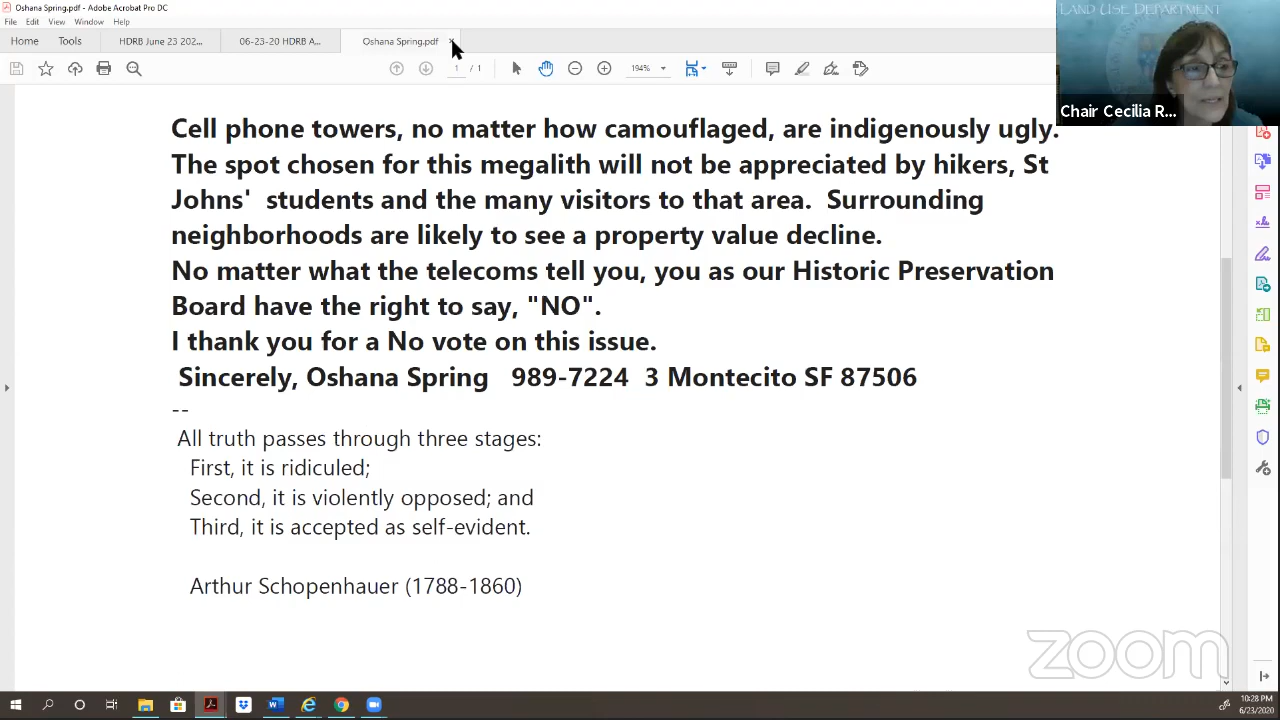 Oshana Spring.pdf - Adobe Acrobat Pro DC
File Edit View Window Help
Home Tools HDRB June 23 202... 06-23-20 HDRB A... Oshana Spring.pdf
1 / 1 194%
LAND USE DEPARTMENT
Chair Cecilia R...
Cell phone towers, no matter how camouflaged, are indigenously ugly.
The spot chosen for this megalith will not be appreciated by hikers, St
Johns' students and the many visitors to that area. Surrounding
neighborhoods are likely to see a property value decline.
No matter what the telecoms tell you, you as our Historic Preservation
Board have the right to say, "NO".
I thank you for a No vote on this issue.
Sincerely, Oshana Spring 989-7224 3 Montecito SF 87506
--
All truth passes through three stages:
First, it is ridiculed;
Second, it is violently opposed; and
Third, it is accepted as self-evident.
Arthur Schopenhauer (1788-1860)
zoom
10:28 PM
6/23/2020